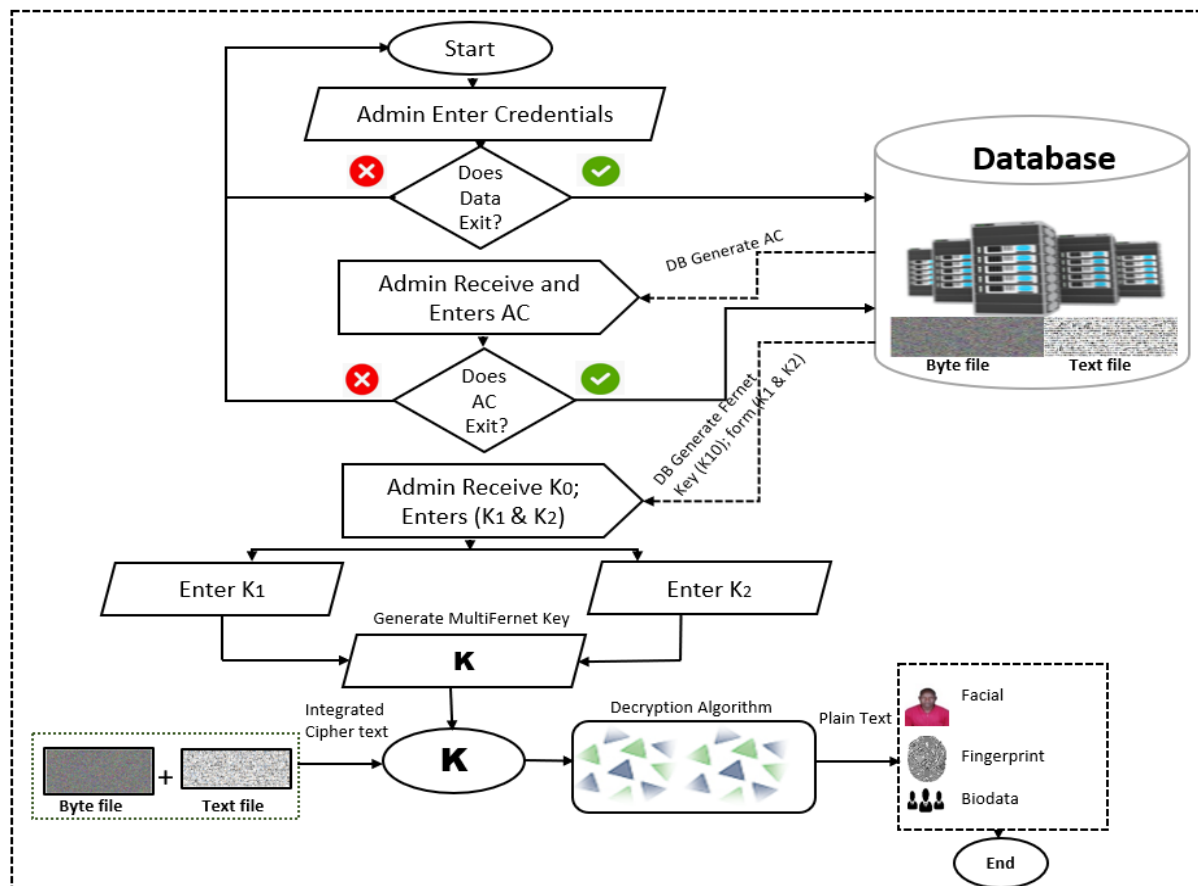 Start
Admin Enter Credentials
Does
Data
Exit?
Database
DB Generate AC
Admin Receive and
Enters AC
Byte file
Text file
Does
AC
Exit?
DB Generate Fernet
Key (K10); form (K1 & K2)
Admin Receive K0;
Enters (K1 & K2)
Enter K1
Enter K2
Generate MultiFernet Key
K
Integrated
Cipher text
Decryption Algorithm
Plain Text
Facial
K
+
Fingerprint
Byte file
Text file
Biodata
End